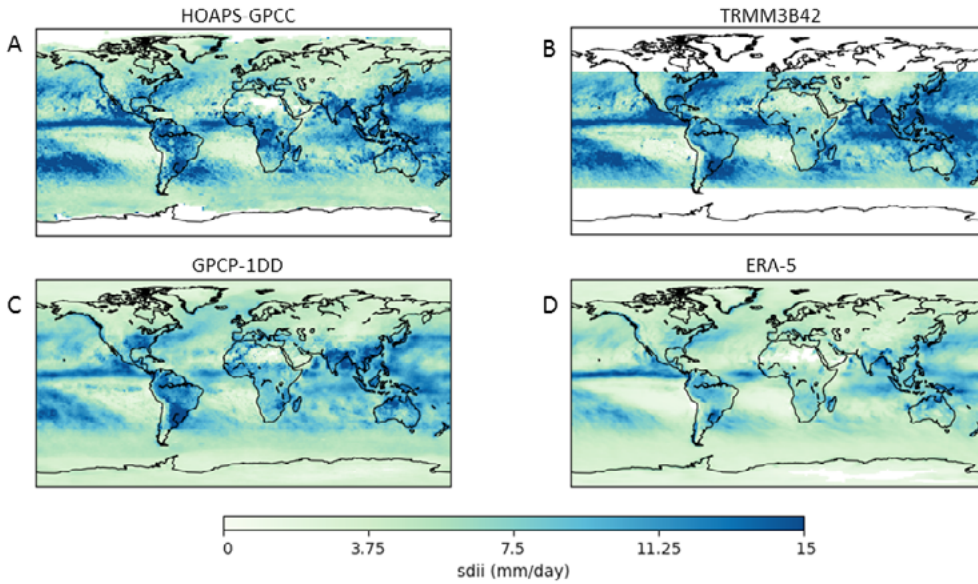 HOAPS GPCC
TRMM3B42
A
B
GPCP-1DD
ERA-5
C
D
0
3.75
7.5
11.25
15
sdii (mm/day)